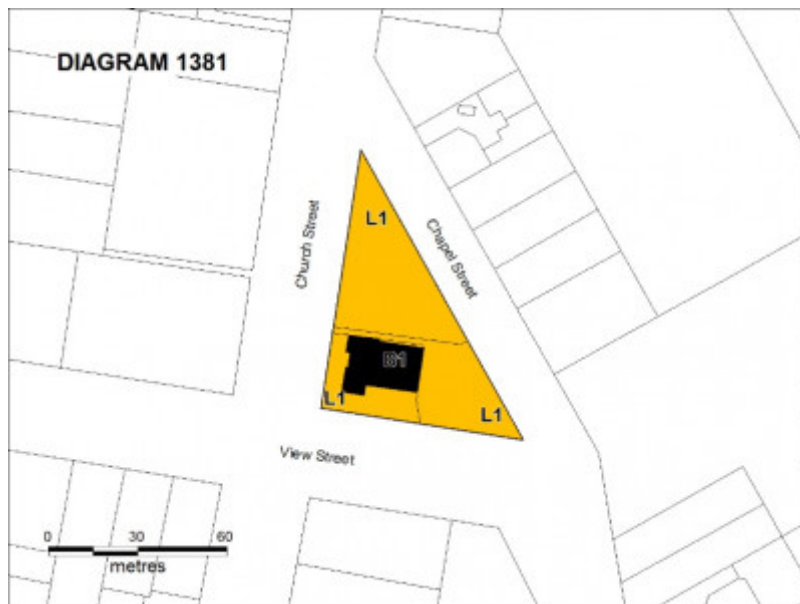 DIAGRAM 1381
L1
Church Street
Chapel Street
B1
L1
L1
View Street
0 30 60
metres